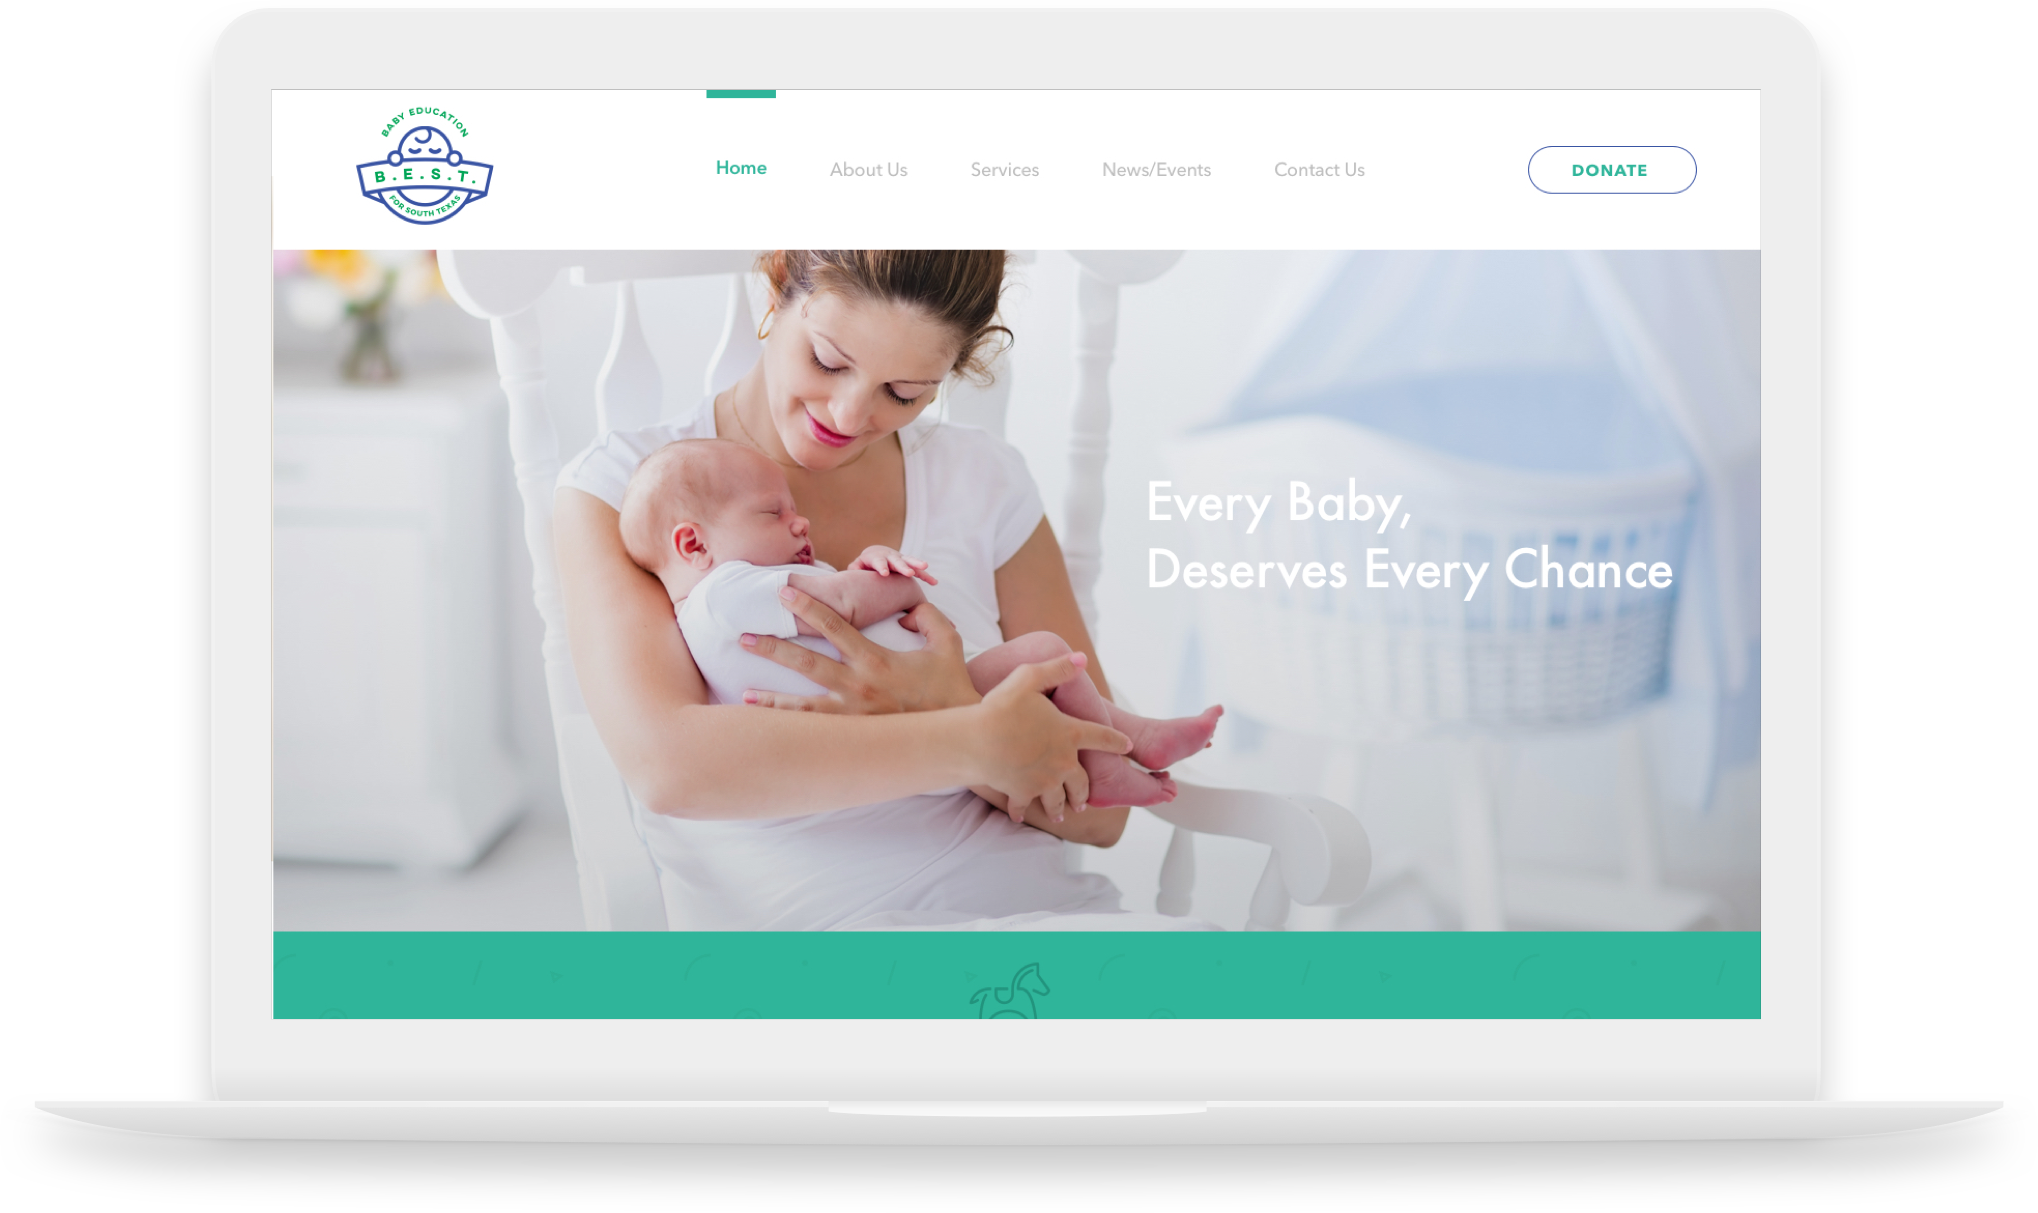 BABY EDUCATION
B.E.S.T.
FOR SOUTH TEXAS
Home
About Us
Services
News/Events
Contact Us
DONATE
Every Baby,
Deserves Every Chance